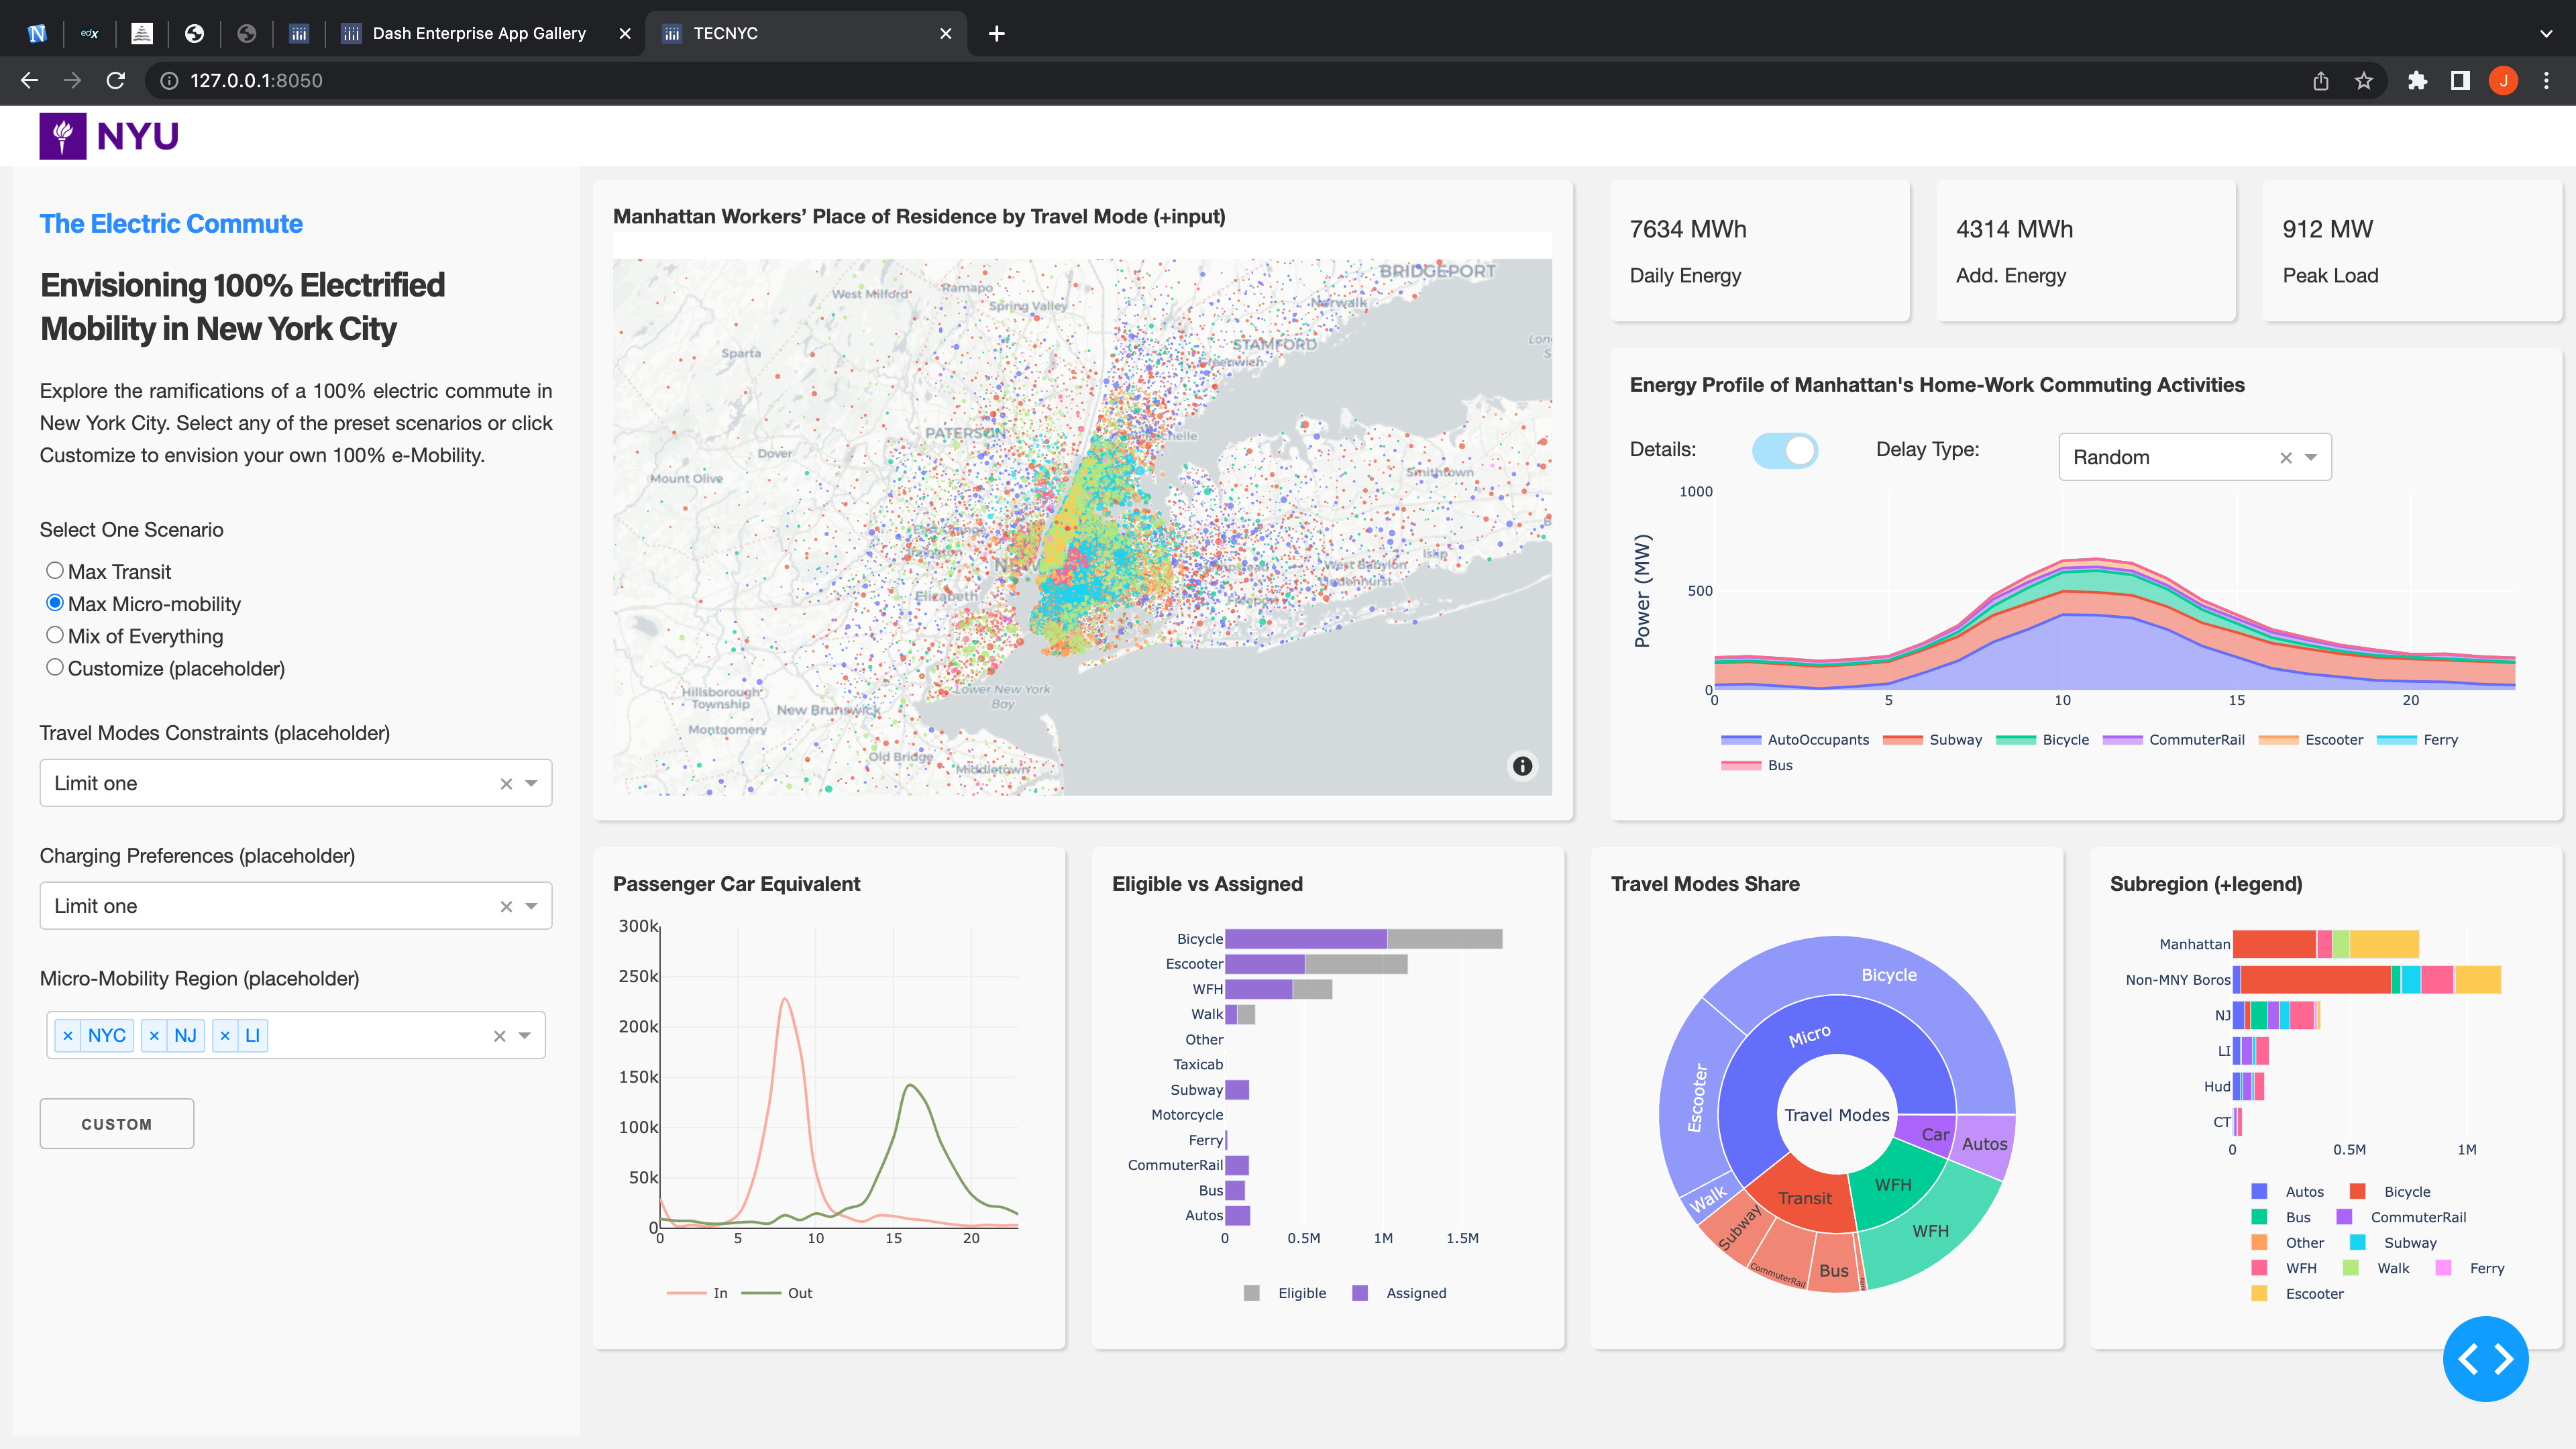 edX
Dash Enterprise App Gallery
TECNYC
127.0.0.1:8050
J
NYU
The Electric Commute
Envisioning 100% Electrified
Mobility in New York City
Explore the ramifications of a 100% electric commute in
New York City. Select any of the preset scenarios or click
Customize to envision your own 100% e-Mobility.
Select One Scenario
Max Transit
Max Micro-mobility
Mix of Everything
Customize (placeholder)
Travel Modes Constraints (placeholder)
Limit one
Charging Preferences (placeholder)
Limit one
Micro-Mobility Region (placeholder)
× NYC × NJ × LI
CUSTOM
Manhattan Workers’ Place of Residence by Travel Mode (+input)
BRIDGEPORT
West Milford
Ramapo
Spring Valley
Norwalk
Sparta
STAMFORD
Greenwich
PATERSON
Dover
Mount Olive
Smithtown
Islip
West Babylon
Elizabeth
Freeport
Lower New York
Bay
Hillsborough
Township
New Brunswick
Montgomery
Old Bridge
Middletown
7634 MWh
Daily Energy
4314 MWh
Add. Energy
912 MW
Peak Load
Energy Profile of Manhattan's Home-Work Commuting Activities
Details:
Delay Type:
Random
Power (MW)
1000
500
0
0 5 10 15 20
AutoOccupants Subway Bicycle CommuterRail Escooter Ferry
Bus
Passenger Car Equivalent
300k
250k
200k
150k
100k
50k
0
0 5 10 15 20
In Out
Eligible vs Assigned
Bicycle
Escooter
WFH
Walk
Other
Taxicab
Subway
Motorcycle
Ferry
CommuterRail
Bus
Autos
0 0.5M 1M 1.5M
Eligible Assigned
Travel Modes Share
Bicycle
Micro
Escooter
Travel Modes
Car
Autos
WFH
Transit
Walk
Subway
CommuterRail
Bus
WFH
Subregion (+legend)
Manhattan
Non-MNY Boros
NJ
LI
Hud
CT
0 0.5M 1M
Autos Bicycle
Bus CommuterRail
Other Subway
WFH Walk Ferry
Escooter